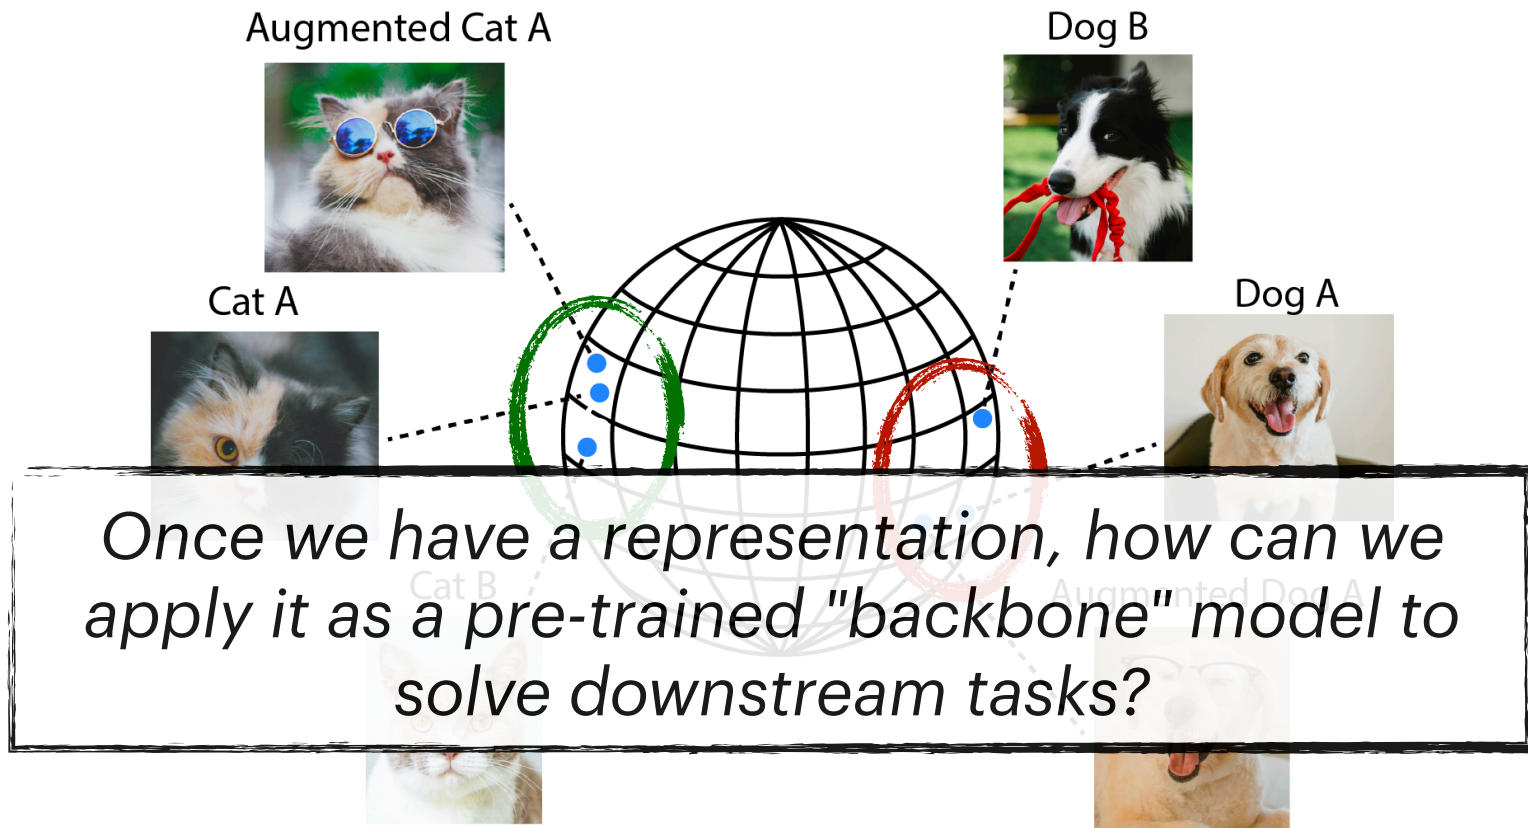 Augmented Cat A
Dog B
Cat A
Dog A
Once we have a representation, how can we
apply it as a pre-trained "backbone" model to
solve downstream tasks?
Cat B
Augmented Dog A